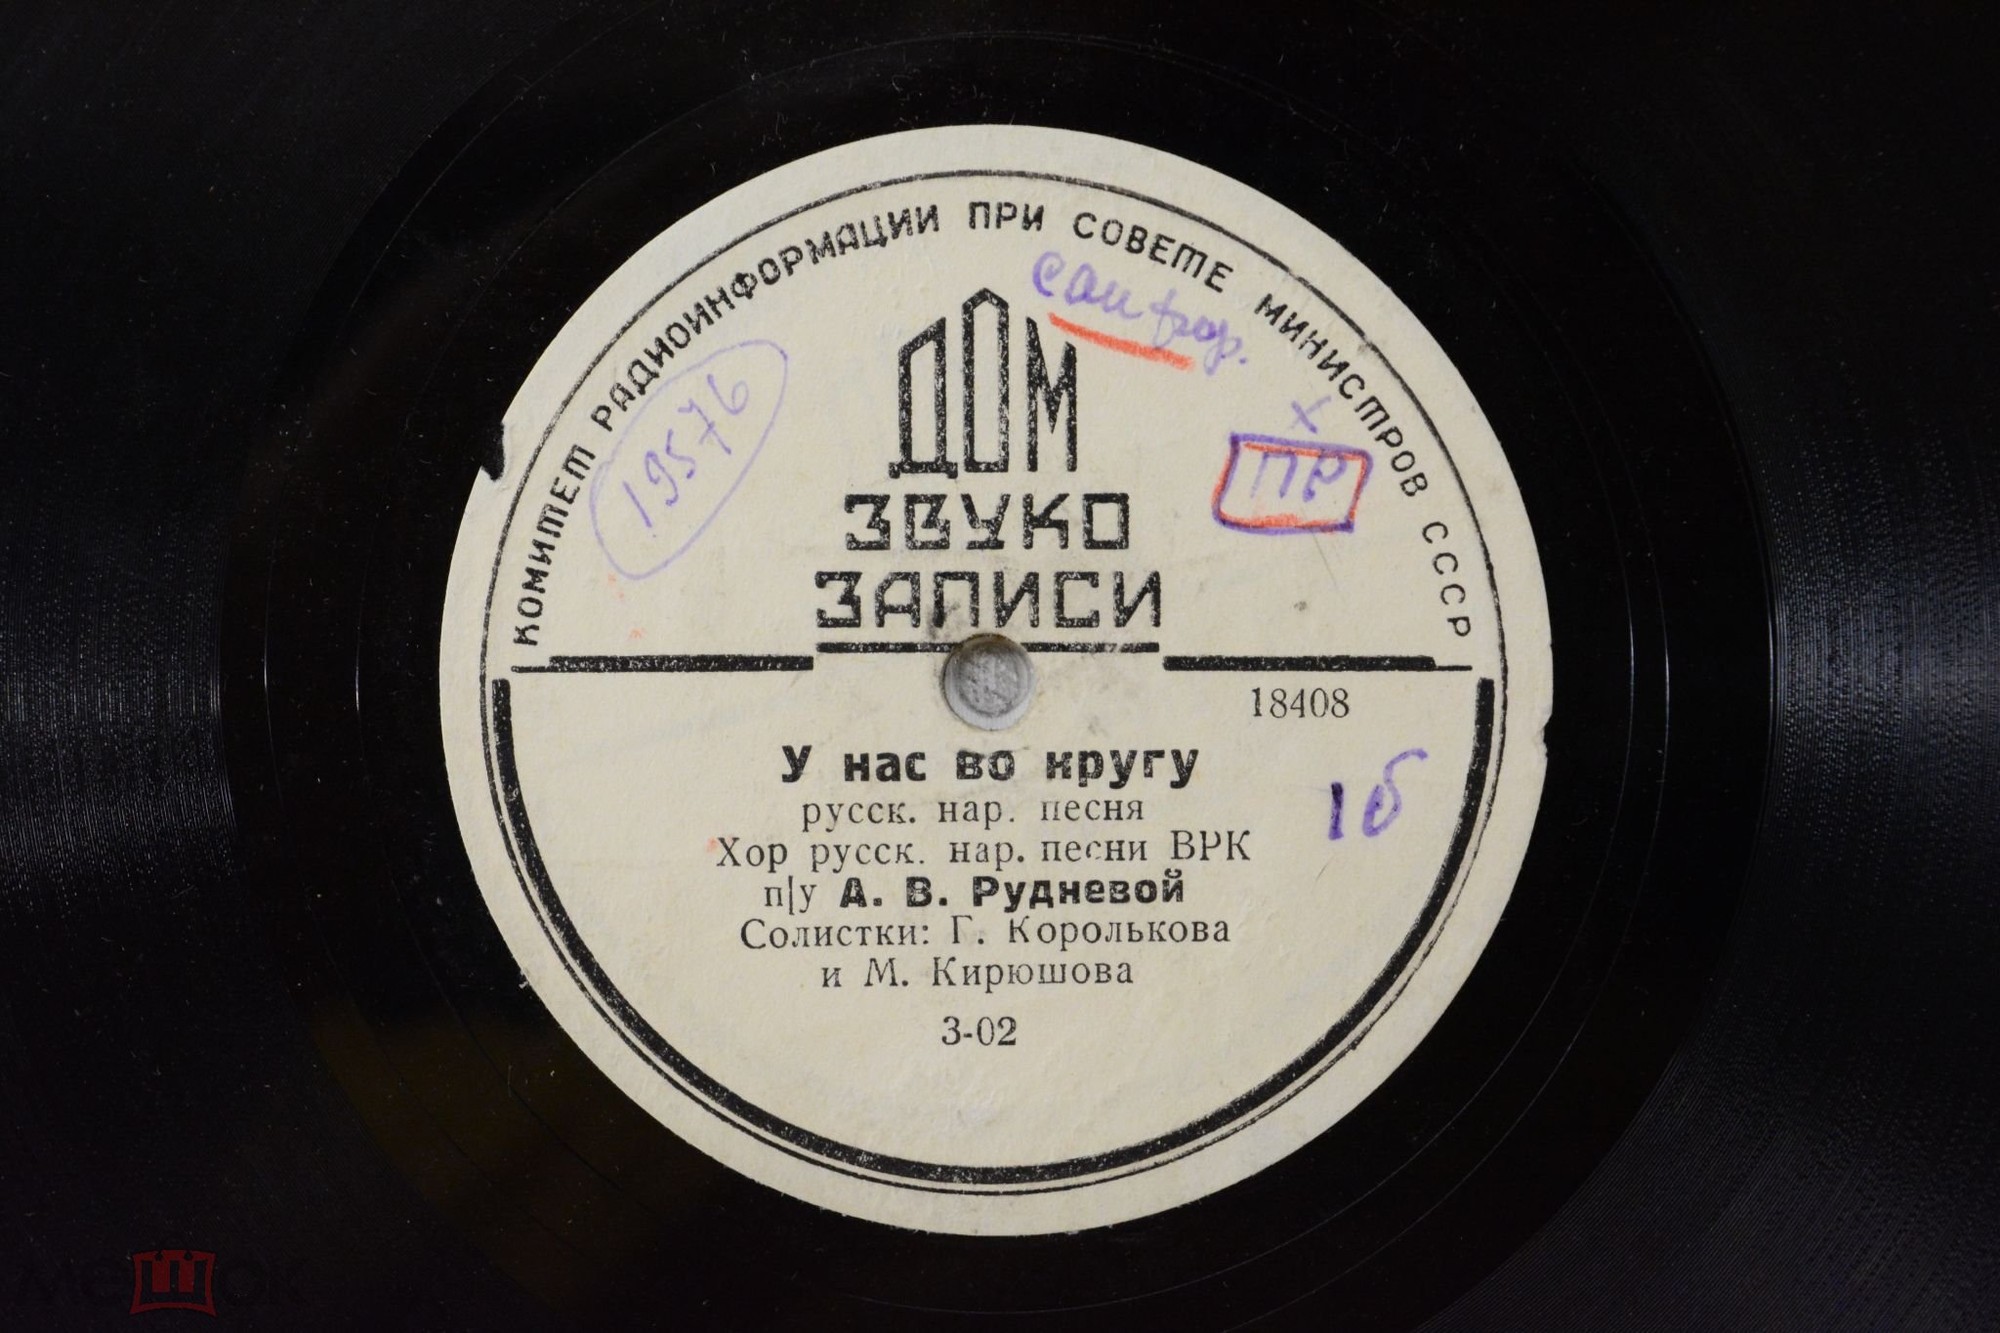 КОМИТЕТ РАДИОИНФОРМАЦИИ ПРИ СОВЕТЕ МИНИСТРОВ СССР
ДОМ
ЗВУКО
ЗАПИСИ
19576
ПР
18408
У нас во кругу
1б
русск. нар. песня
Хор русск. нар. песни ВРК
п/у А. В. Рудневой
Солистки: Г. Королькова
и М. Кирюшова
3-02
мешок